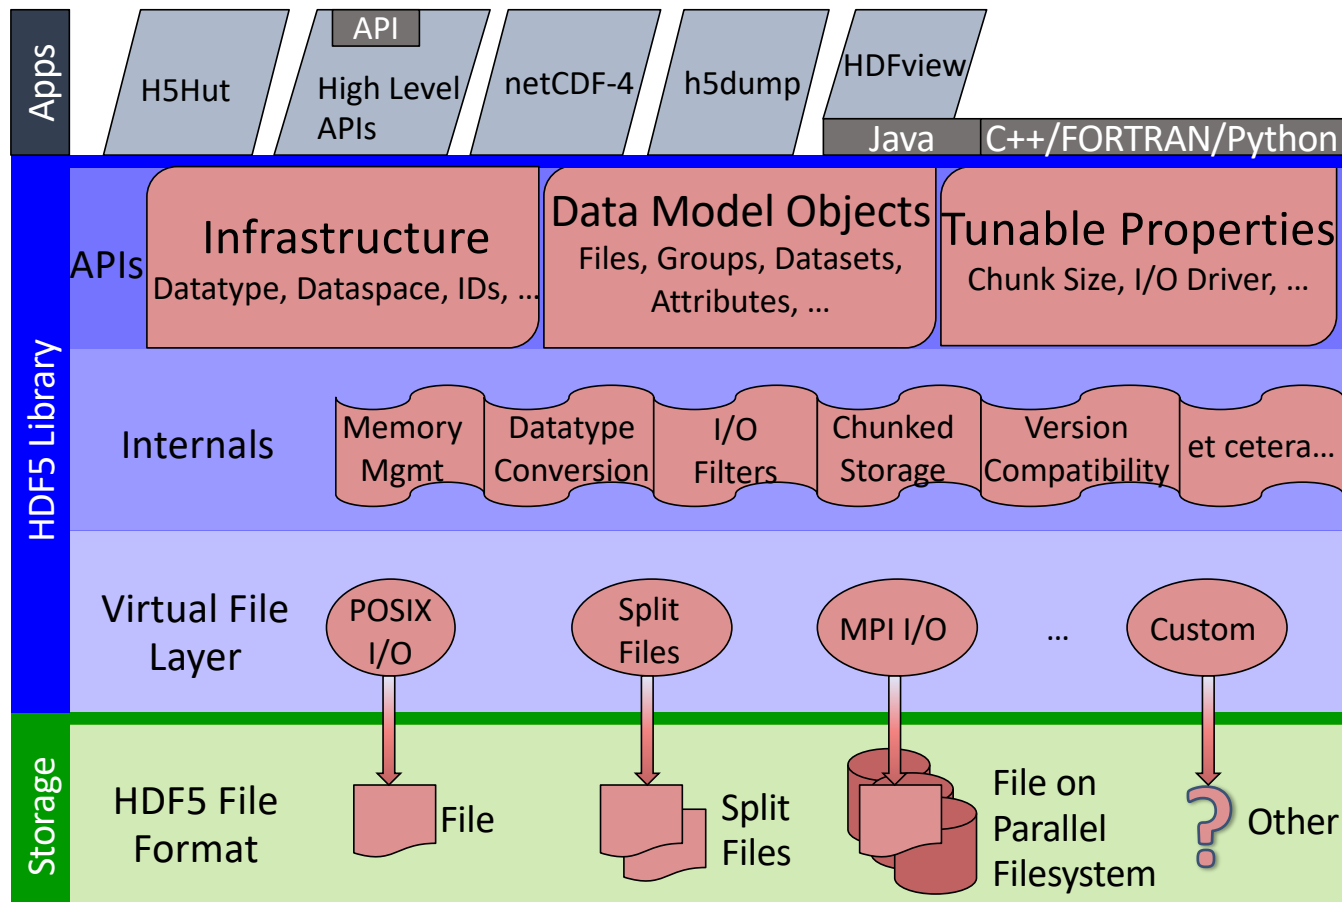 Apps
API
H5Hut
High Level
APIs
netCDF-4
h5dump
HDFview
Java
C++/FORTRAN/Python
HDF5 Library
APIs
Infrastructure
Datatype, Dataspace, IDs, ...
Data Model Objects
Files, Groups, Datasets,
Attributes, ...
Tunable Properties
Chunk Size, I/O Driver, ...
Internals
Memory
Mgmt
Datatype
Conversion
I/O
Filters
Chunked
Storage
Version
Compatibility
et cetera...
Virtual File
Layer
POSIX
I/O
Split
Files
MPI I/O
...
Custom
Storage
HDF5 File
Format
File
Split
Files
File on
Parallel
Filesystem
?
Other